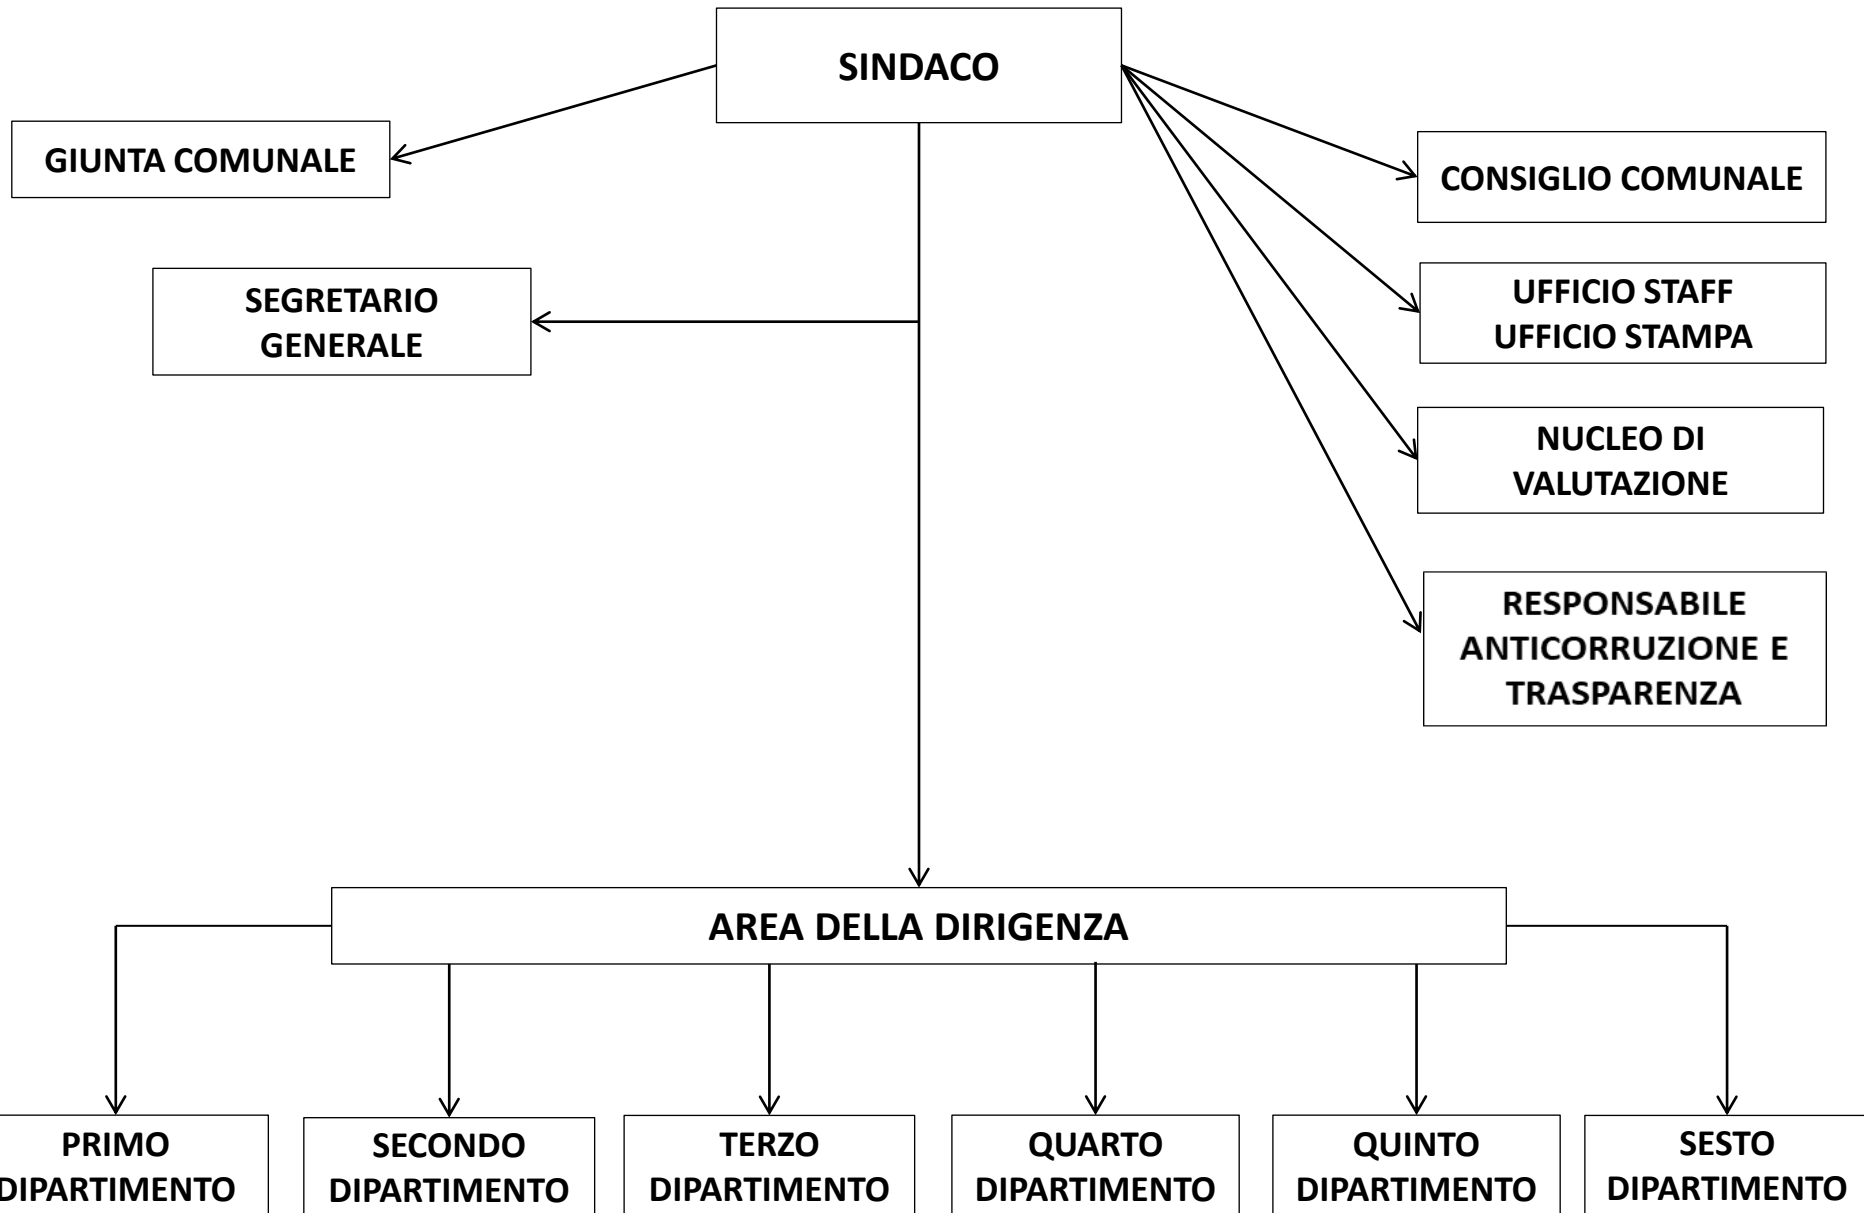 SINDACO
GIUNTA COMUNALE
CONSIGLIO COMUNALE
SEGRETARIO
GENERALE
UFFICIO STAFF
UFFICIO STAMPA
NUCLEO DI
VALUTAZIONE
RESPONSABILE
ANTICORRUZIONE E
TRASPARENZA
AREA DELLA DIRIGENZA
PRIMO
DIPARTIMENTO
SECONDO
DIPARTIMENTO
TERZO
DIPARTIMENTO
QUARTO
DIPARTIMENTO
QUINTO
DIPARTIMENTO
SESTO
DIPARTIMENTO